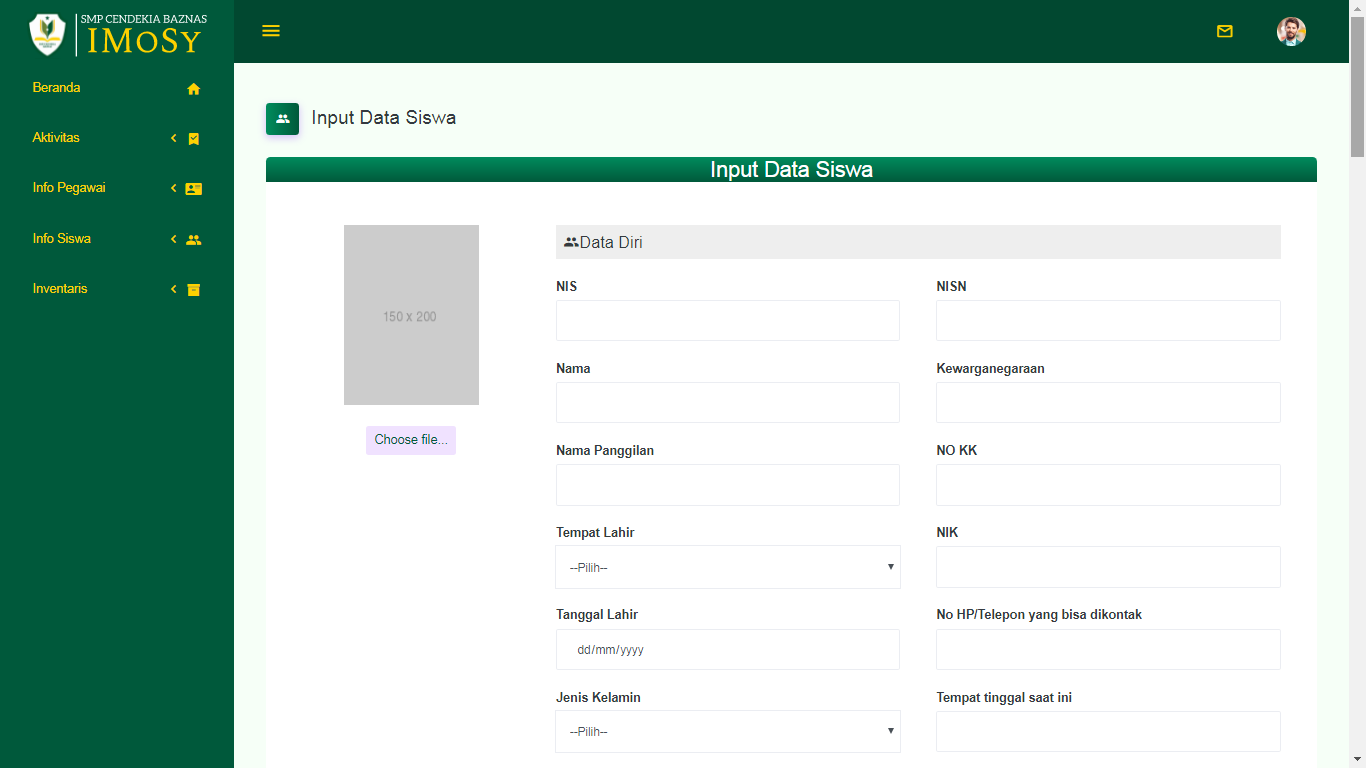 SMP CENDEKIA BAZNAS
IMoSy
Beranda
Aktivitas
Info Pegawai
Info Siswa
Inventaris
Input Data Siswa
Input Data Siswa
150 x 200
Choose file...
Data Diri
NIS
NISN
Nama
Kewarganegaraan
Nama Panggilan
NO KK
Tempat Lahir
--Pilih--
NIK
Tanggal Lahir
dd/mm/yyyy
No HP/Telepon yang bisa dikontak
Jenis Kelamin
--Pilih--
Tempat tinggal saat ini